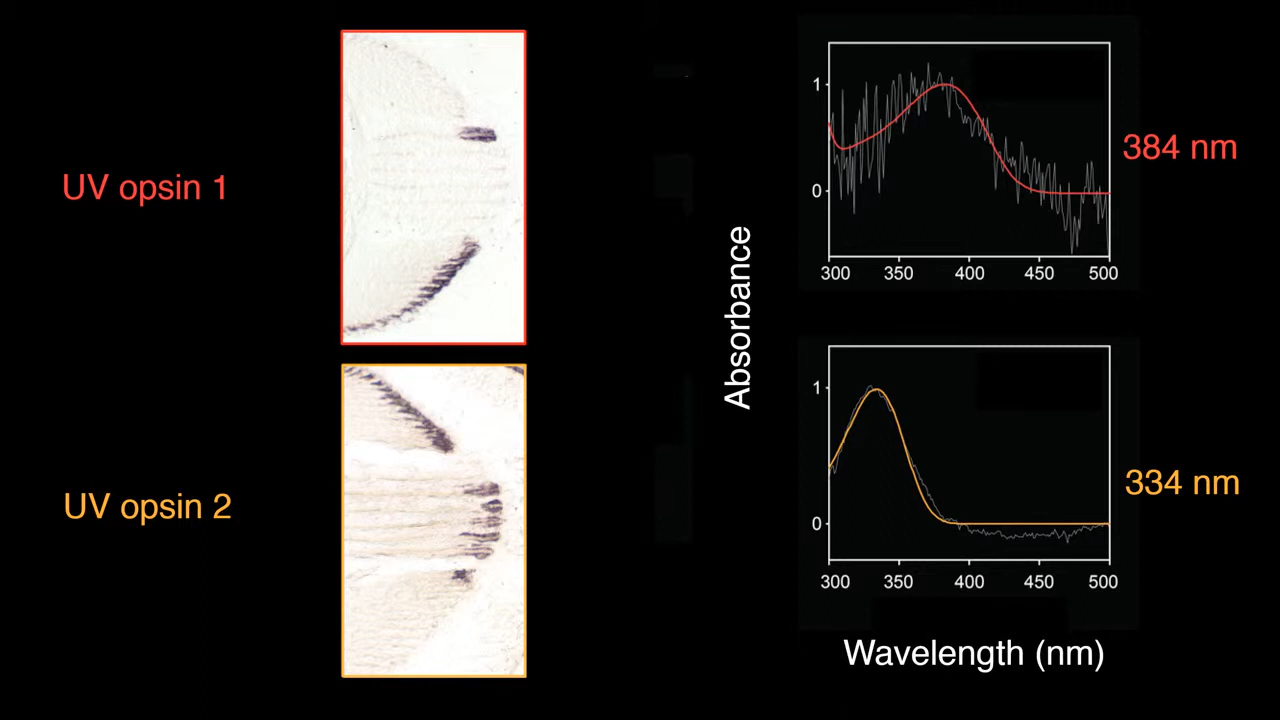 UV opsin 1
UV opsin 2
Absorbance
1
0
300 350 400 450 500
384 nm
1
0
300 350 400 450 500
334 nm
Wavelength (nm)